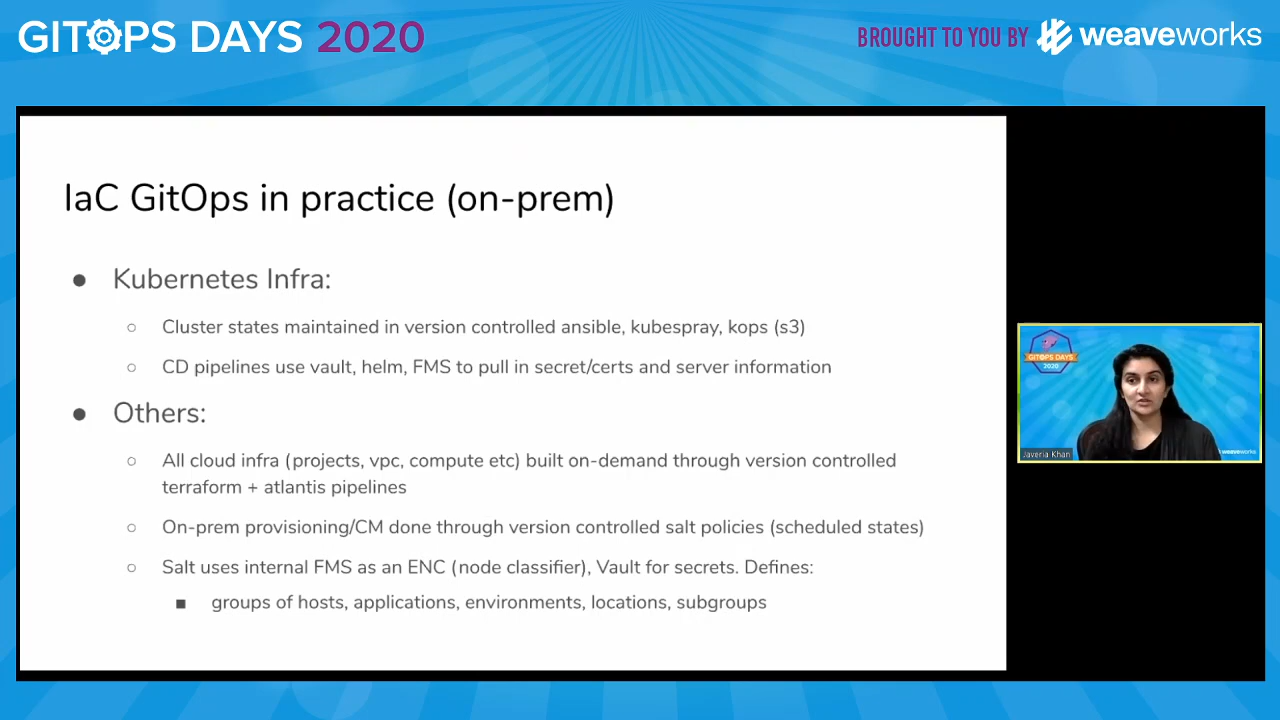 GITOPS DAYS 2020
BROUGHT TO YOU BY weaveworks
IaC GitOps in practice (on-prem)
● Kubernetes Infra:
○ Cluster states maintained in version controlled ansible, kubespray, kops (s3)
○ CD pipelines use vault, helm, FMS to pull in secret/certs and server information
● Others:
○ All cloud infra (projects, vpc, compute etc) built on-demand through version controlled
terraform + atlantis pipelines
○ On-prem provisioning/CM done through version controlled salt policies (scheduled states)
○ Salt uses internal FMS as an ENC (node classifier), Vault for secrets. Defines:
■ groups of hosts, applications, environments, locations, subgroups
GITOPS DAYS
2020
Javeria Khan
weaveworks